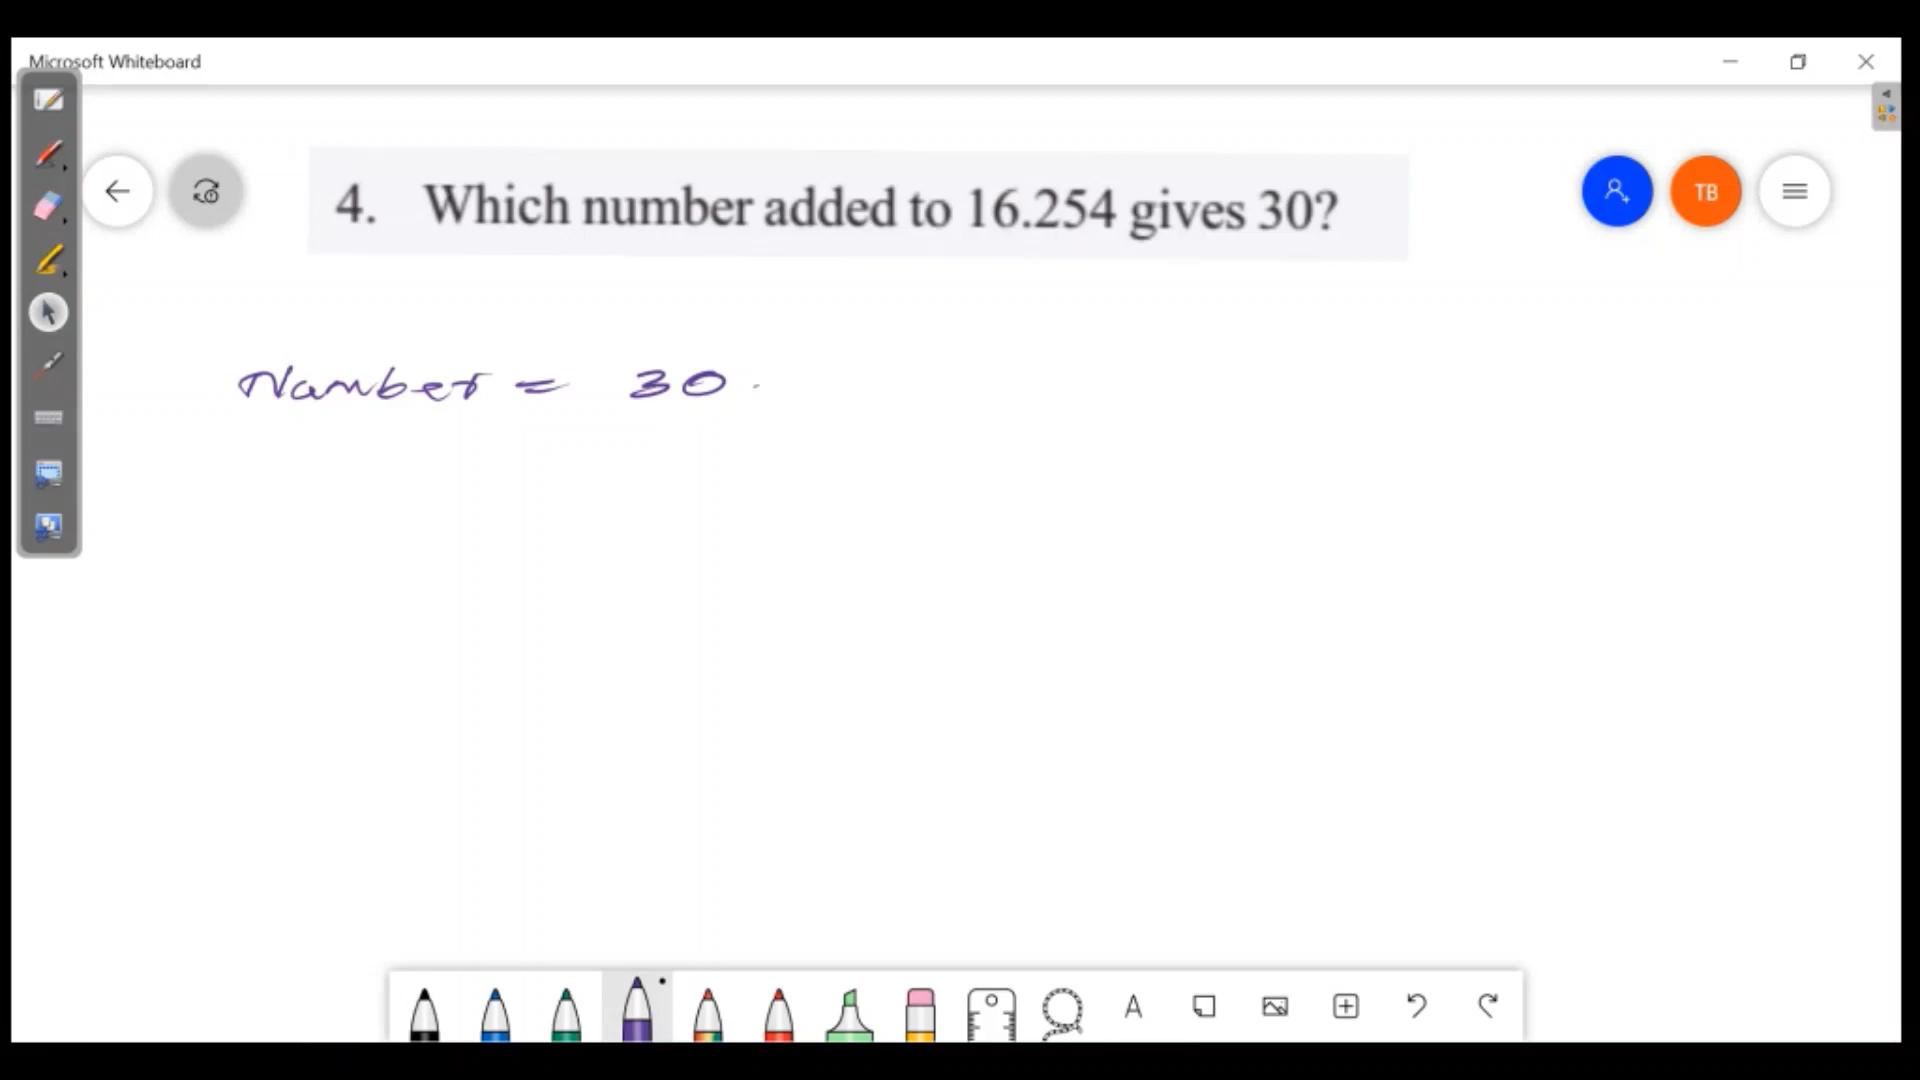 Microsoft Whiteboard
4. Which number added to 16.254 gives 30?
TB
Number = 30
A